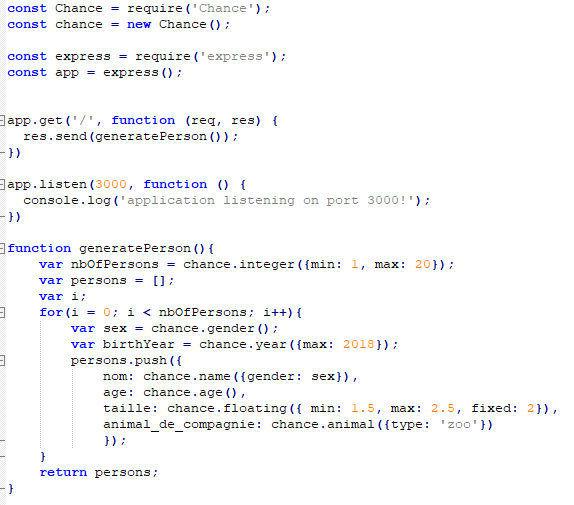 const Chance = require('Chance');
const chance = new Chance();

const express = require('express');
const app = express();


app.get('/', function (req, res) {
  res.send(generatePerson());
})

app.listen(3000, function () {
  console.log('application listening on port 3000!');
})

function generatePerson(){
    var nbOfPersons = chance.integer({min: 1, max: 20});
    var persons = [];
    var i;
    for(i = 0; i < nbOfPersons; i++){
        var sex = chance.gender();
        var birthYear = chance.year({max: 2018});
        persons.push({
            nom: chance.name({gender: sex}),
            age: chance.age(),
            taille: chance.floating({ min: 1.5, max: 2.5, fixed: 2}),
            animal_de_compagnie: chance.animal({type: 'zoo'})
            });
    }
    return persons;
}